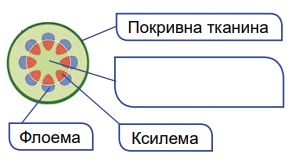 Покривна тканина
Флоема
Ксилема